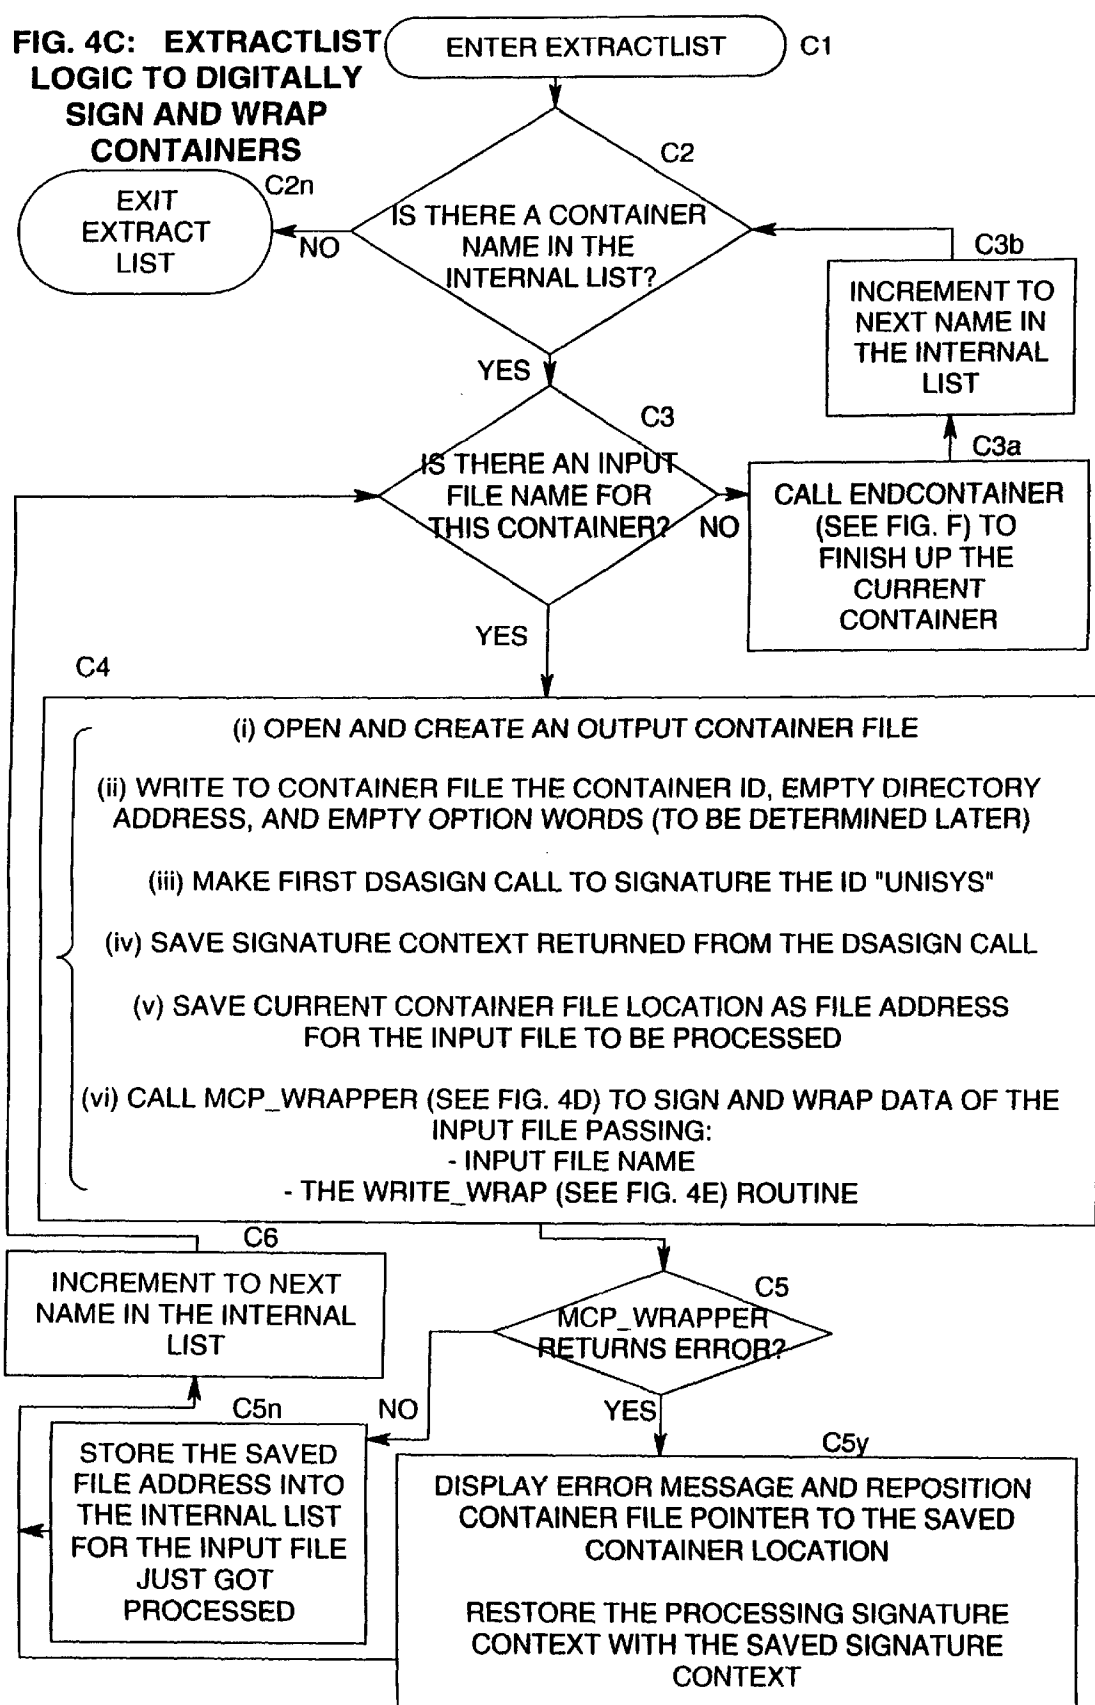 FIG. 4C: EXTRACTLIST
LOGIC TO DIGITALLY
SIGN AND WRAP
CONTAINERS
ENTER EXTRACTLIST
C1
C2
IS THERE A CONTAINER
NAME IN THE
INTERNAL LIST?
C2n
EXIT
EXTRACT
LIST
NO
C3b
INCREMENT TO
NEXT NAME IN
THE INTERNAL
LIST
YES
C3
IS THERE AN INPUT
FILE NAME FOR
THIS CONTAINER?
NO
C3a
CALL ENDCONTAINER
(SEE FIG. F) TO
FINISH UP THE
CURRENT
CONTAINER
YES
C4
(i) OPEN AND CREATE AN OUTPUT CONTAINER FILE
(ii) WRITE TO CONTAINER FILE THE CONTAINER ID, EMPTY DIRECTORY
ADDRESS, AND EMPTY OPTION WORDS (TO BE DETERMINED LATER)
(iii) MAKE FIRST DSASIGN CALL TO SIGNATURE THE ID "UNISYS"
(iv) SAVE SIGNATURE CONTEXT RETURNED FROM THE DSASIGN CALL
(v) SAVE CURRENT CONTAINER FILE LOCATION AS FILE ADDRESS
FOR THE INPUT FILE TO BE PROCESSED
(vi) CALL MCP_WRAPPER (SEE FIG. 4D) TO SIGN AND WRAP DATA OF THE
INPUT FILE PASSING:
- INPUT FILE NAME
- THE WRITE_WRAP (SEE FIG. 4E) ROUTINE
C6
INCREMENT TO NEXT
NAME IN THE INTERNAL
LIST
C5
MCP_WRAPPER
RETURNS ERROR?
NO
YES
C5n
STORE THE SAVED
FILE ADDRESS INTO
THE INTERNAL LIST
FOR THE INPUT FILE
JUST GOT
PROCESSED
C5y
DISPLAY ERROR MESSAGE AND REPOSITION
CONTAINER FILE POINTER TO THE SAVED
CONTAINER LOCATION
RESTORE THE PROCESSING SIGNATURE
CONTEXT WITH THE SAVED SIGNATURE
CONTEXT